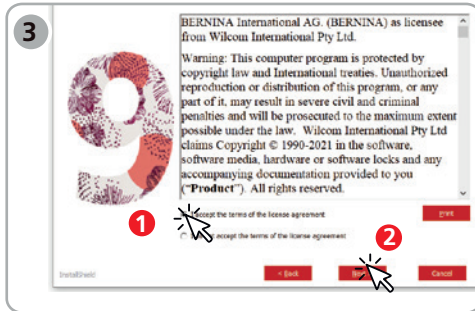 3
BERNINA International AG. (BERNINA) as licensee
from Wilcom International Pty Ltd.
Warning: This computer program is protected by
copyright law and International treaties. Unauthorized
reproduction or distribution of this program, or any
part of it, may result in severe civil and criminal
penalties and will be prosecuted to the maximum extent
possible under the law. Wilcom International Pty Ltd
claims Copyright © 1990-2021 in the software,
software media, hardware or software locks and any
accompanying documentation provided to you
("Product"). All rights reserved.
9
1
accept the terms of the license agreement
Print
accept the terms of the license agreement
2
InstallShield
< Back
Cancel